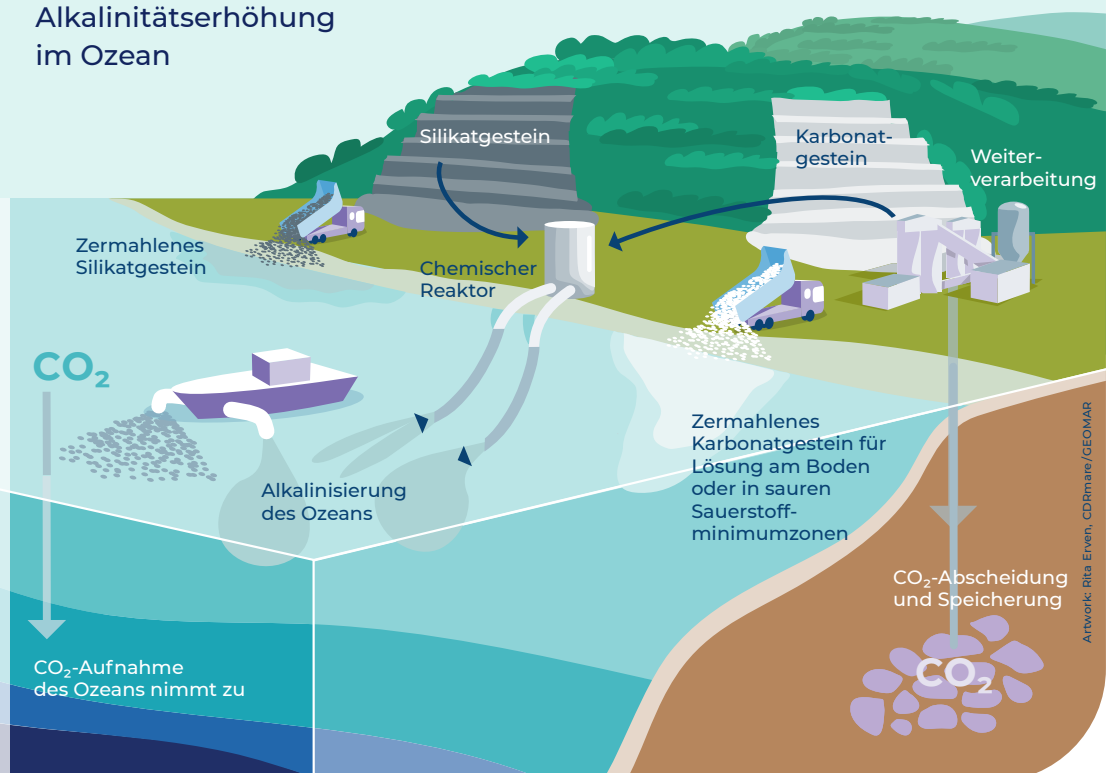 Alkalinitätserhöhung
im Ozean
Silikatgestein
Karbonat-
gestein
Weiter-
verarbeitung
Zermahlenes
Silikatgestein
Chemischer
Reaktor
CO₂
Zermahlenes
Karbonatgestein für
Lösung am Boden
oder in sauren
Sauerstoff-
minimumzonen
Alkalinisierung
des Ozeans
CO₂-Abscheidung
und Speicherung
CO₂-Aufnahme
des Ozeans nimmt zu
CO₂
Artwork: Rita Erven, CDRmare/GEOMAR